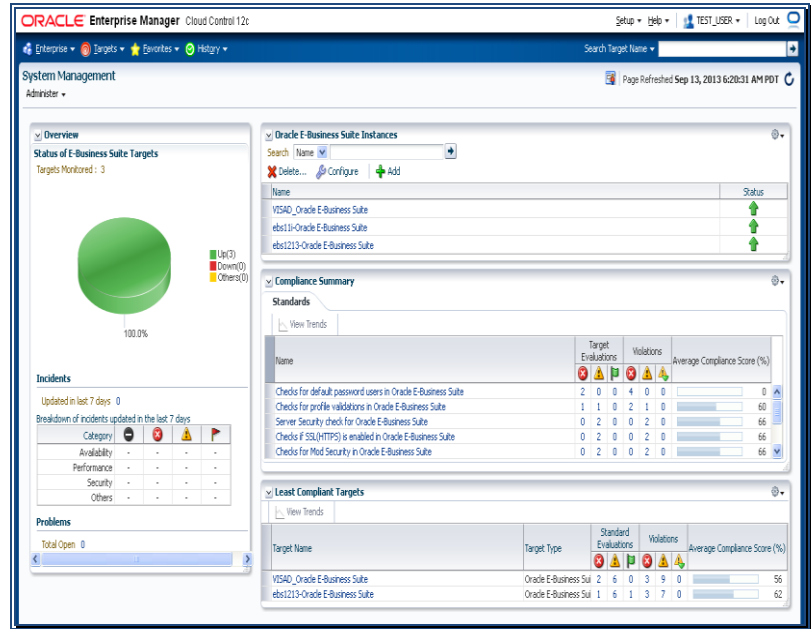 ORACLE Enterprise Manager Cloud Control 12c
Setup Help TEST_USER Log Out
Enterprise Targets Favorites History Search Target Name
System Management
Page Refreshed Sep 13, 2013 6:20:31 AM PDT
Administer
Overview
Status of E-Business Suite Targets
Targets Monitored : 3
Up(3)
Down(0)
Others(0)
100.0%
Incidents
Updated in last 7 days 0
Breakdown of incidents updated in the last 7 days
Category
Availability - - - -
Performance - - - -
Security - - - -
Others - - - -
Problems
Total Open 0
Oracle E-Business Suite Instances
Search Name
Delete... Configure Add
Name Status
VISAD_Oracle E-Business Suite
ebs11i-Oracle E-Business Suite
ebs1213-Oracle E-Business Suite
Compliance Summary
Standards
View Trends
Name Target Evaluations Violations Average Compliance Score (%)
Checks for default password users in Oracle E-Business Suite 2 0 0 4 0 0 0
Checks for profile validations in Oracle E-Business Suite 1 1 0 2 1 0 60
Server Security check for Oracle E-Business Suite 0 2 0 0 2 0 66
Checks if SSL(HTTPS) is enabled in Oracle E-Business Suite 0 2 0 0 2 0 66
Checks for Mod Security in Oracle E-Business Suite 0 2 0 0 2 0 66
Least Compliant Targets
View Trends
Target Name Target Type Standard Evaluations Violations Average Compliance Score (%)
VISAD_Oracle E-Business Suite Oracle E-Business Sui 2 6 0 3 9 0 56
ebs1213-Oracle E-Business Suite Oracle E-Business Sui 1 6 1 3 7 0 62